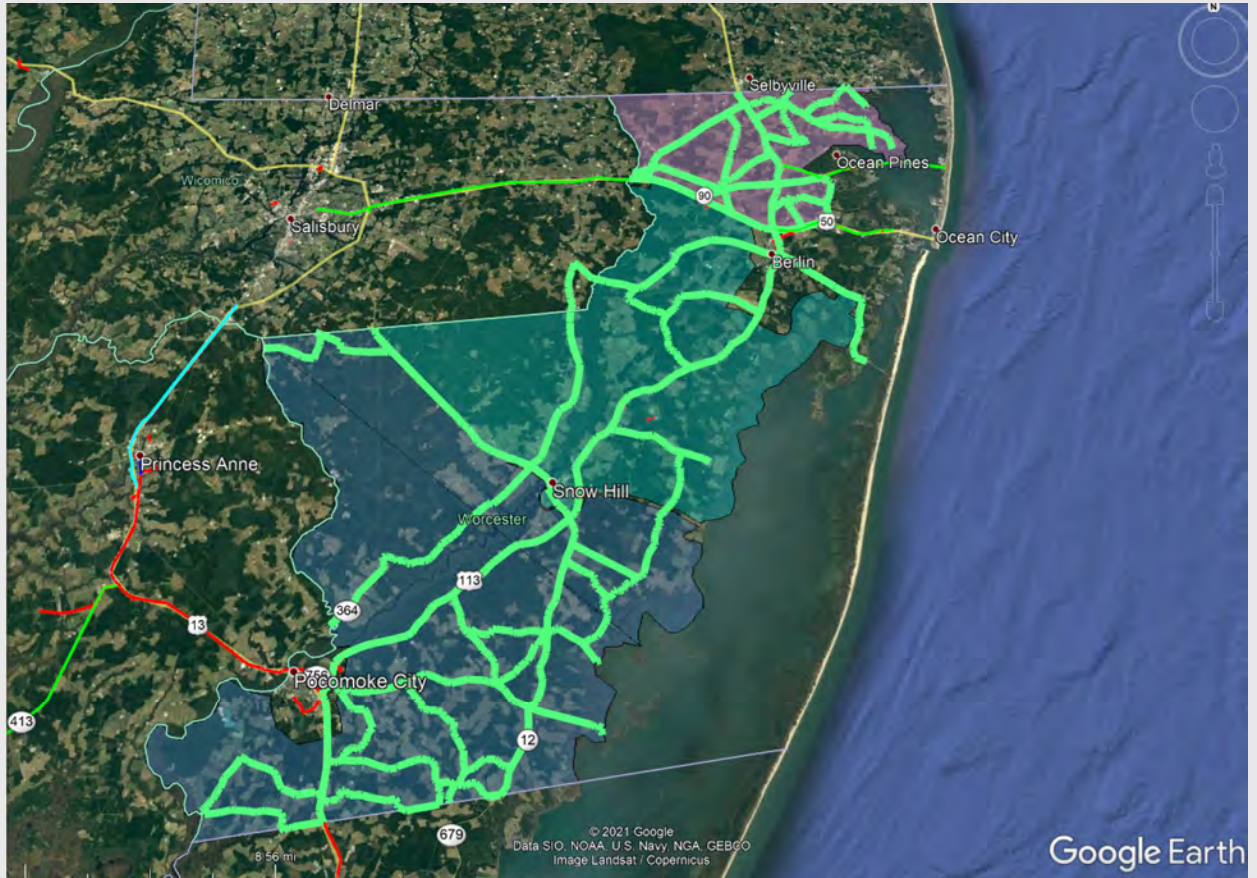 N
Selbyville
Delmar
Ocean Pines
Wicomico
90
Salisbury
50
Ocean City
Berlin
Princess Anne
Snow Hill
Worcester
113
364
13
Pocomoke City
413
12
679
© 2021 Google
Data SIO, NOAA, U.S. Navy, NGA, GEBCO
Image Landsat / Copernicus
8.56 mi
Google Earth